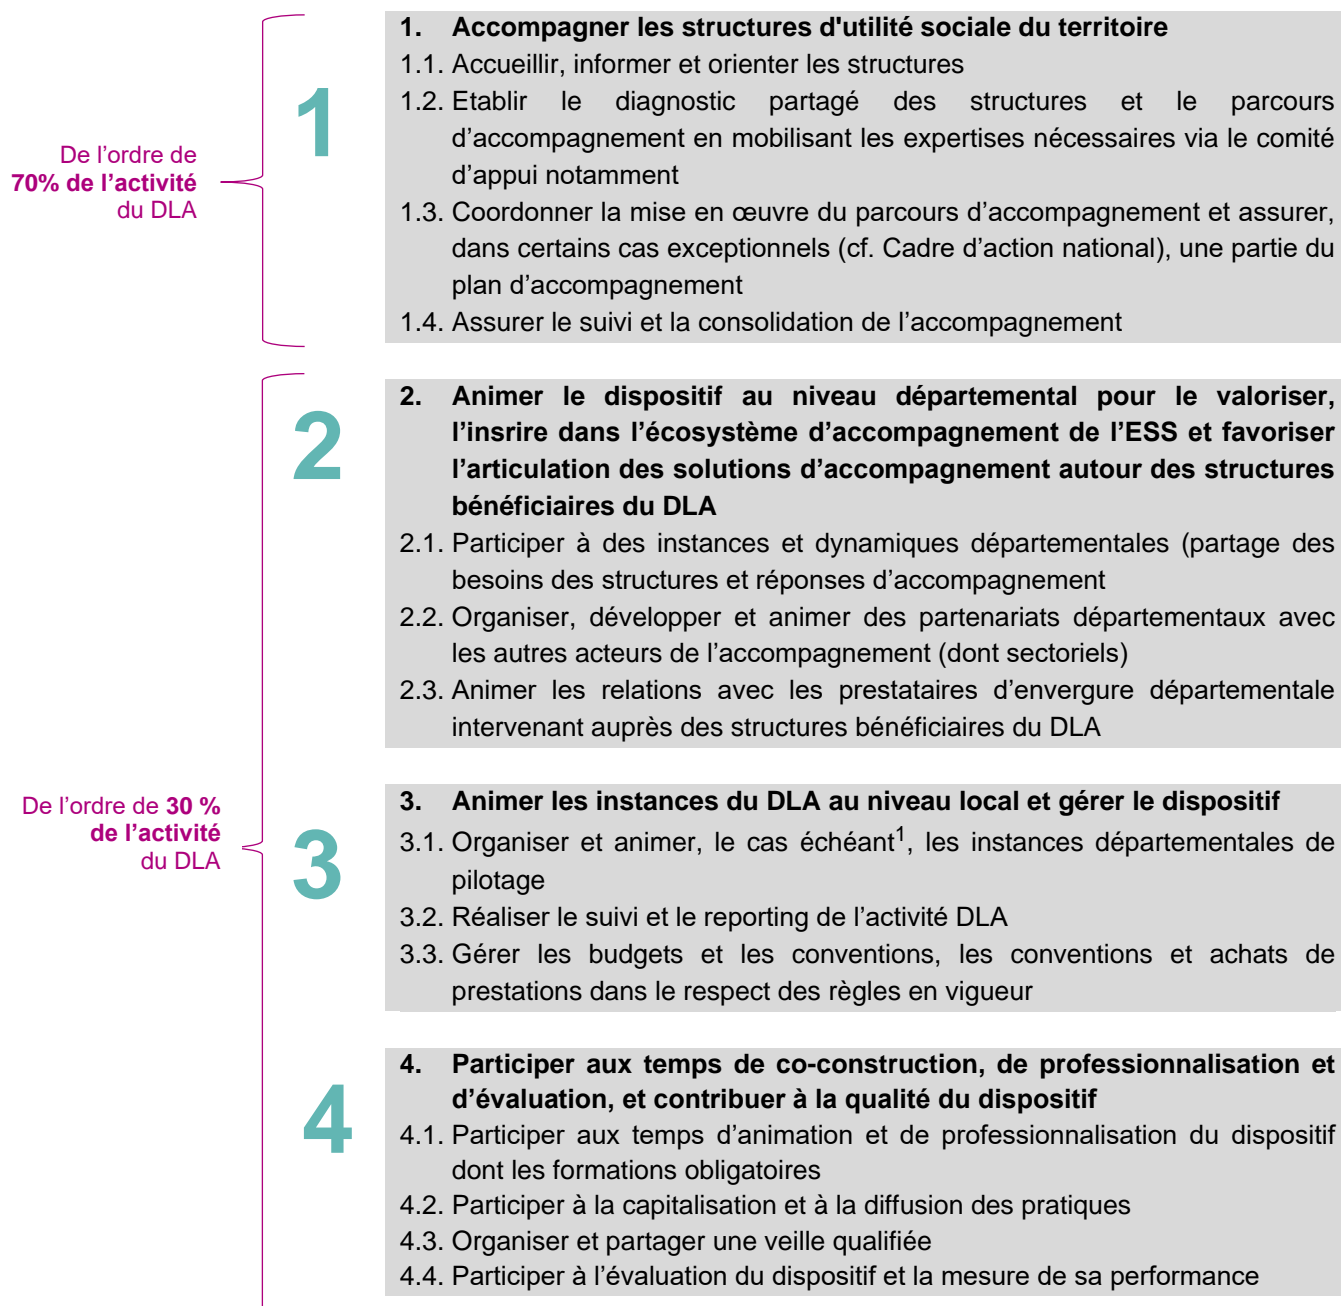 De l’ordre de
70% de l’activité
du DLA
1
1. Accompagner les structures d'utilité sociale du territoire
1.1. Accueillir, informer et orienter les structures
1.2. Etablir le diagnostic partagé des structures et le parcours
d’accompagnement en mobilisant les expertises nécessaires via le comité
d’appui notamment
1.3. Coordonner la mise en œuvre du parcours d’accompagnement et assurer,
dans certains cas exceptionnels (cf. Cadre d’action national), une partie du
plan d’accompagnement
1.4. Assurer le suivi et la consolidation de l’accompagnement
De l’ordre de 30 %
de l’activité
du DLA
2
2. Animer le dispositif au niveau départemental pour le valoriser,
l’insrire dans l’écosystème d’accompagnement de l’ESS et favoriser
l’articulation des solutions d’accompagnement autour des structures
bénéficiaires du DLA
2.1. Participer à des instances et dynamiques départementales (partage des
besoins des structures et réponses d’accompagnement
2.2. Organiser, développer et animer des partenariats départementaux avec
les autres acteurs de l’accompagnement (dont sectoriels)
2.3. Animer les relations avec les prestataires d’envergure départementale
intervenant auprès des structures bénéficiaires du DLA
3
3. Animer les instances du DLA au niveau local et gérer le dispositif
3.1. Organiser et animer, le cas échéant1, les instances départementales de
pilotage
3.2. Réaliser le suivi et le reporting de l’activité DLA
3.3. Gérer les budgets et les conventions, les conventions et achats de
prestations dans le respect des règles en vigueur
4
4. Participer aux temps de co-construction, de professionnalisation et
d’évaluation, et contribuer à la qualité du dispositif
4.1. Participer aux temps d’animation et de professionnalisation du dispositif
dont les formations obligatoires
4.2. Participer à la capitalisation et à la diffusion des pratiques
4.3. Organiser et partager une veille qualifiée
4.4. Participer à l’évaluation du dispositif et la mesure de sa performance